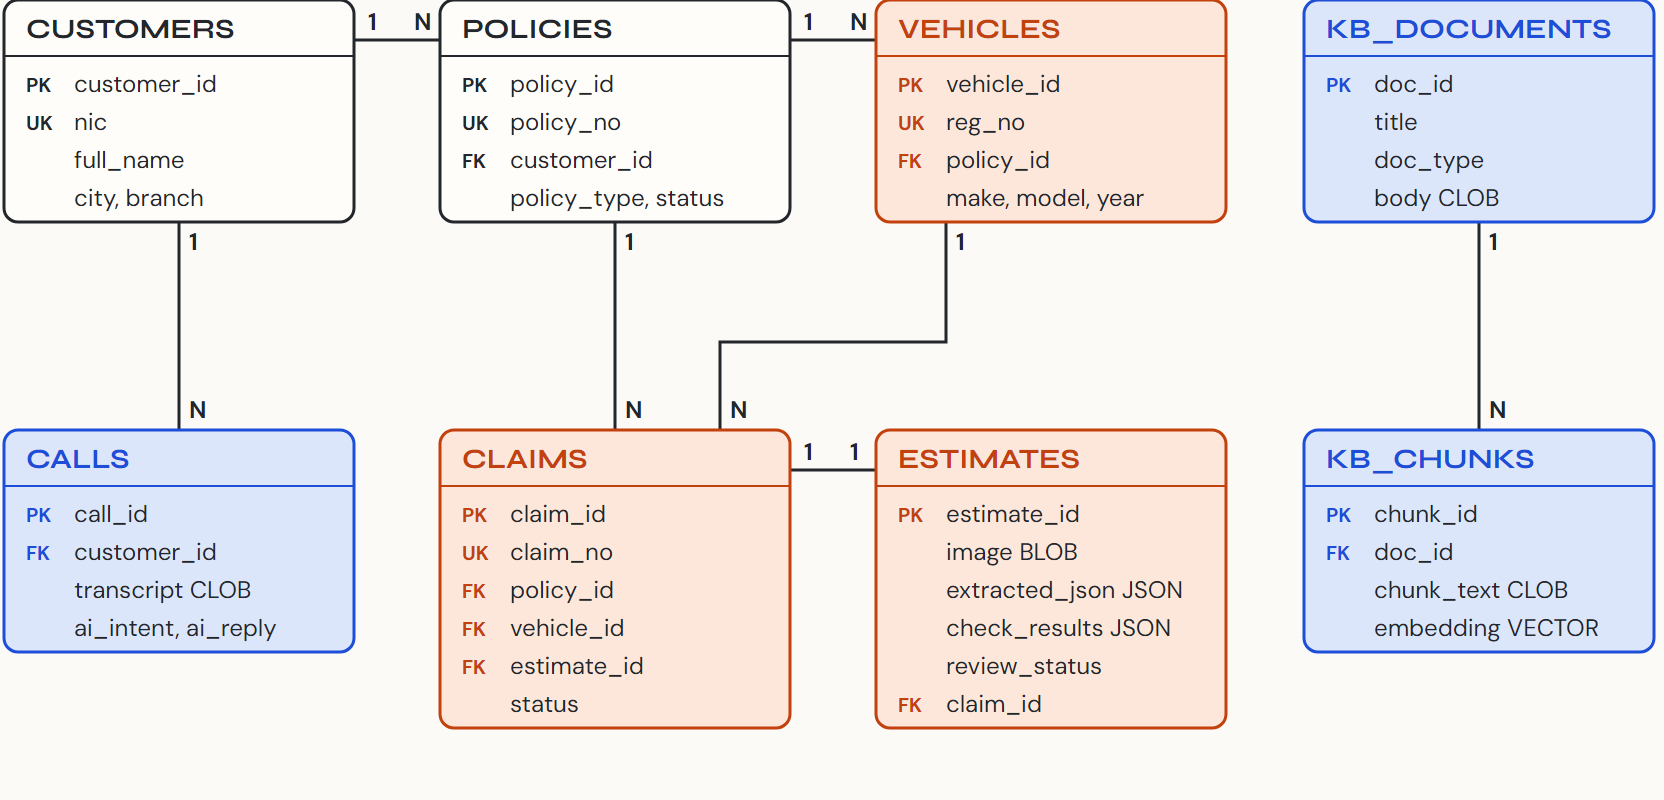 CUSTOMERS
PK customer_id
UK nic
full_name
city, branch
1 N
POLICIES
PK policy_id
UK policy_no
FK customer_id
policy_type, status
1 N
VEHICLES
PK vehicle_id
UK reg_no
FK policy_id
make, model, year
KB_DOCUMENTS
PK doc_id
title
doc_type
body CLOB
1
N
1
N
1
N
1
N
CALLS
PK call_id
FK customer_id
transcript CLOB
ai_intent, ai_reply
CLAIMS
PK claim_id
UK claim_no
FK policy_id
FK vehicle_id
FK estimate_id
status
1 1
ESTIMATES
PK estimate_id
image BLOB
extracted_json JSON
check_results JSON
review_status
FK claim_id
KB_CHUNKS
PK chunk_id
FK doc_id
chunk_text CLOB
embedding VECTOR